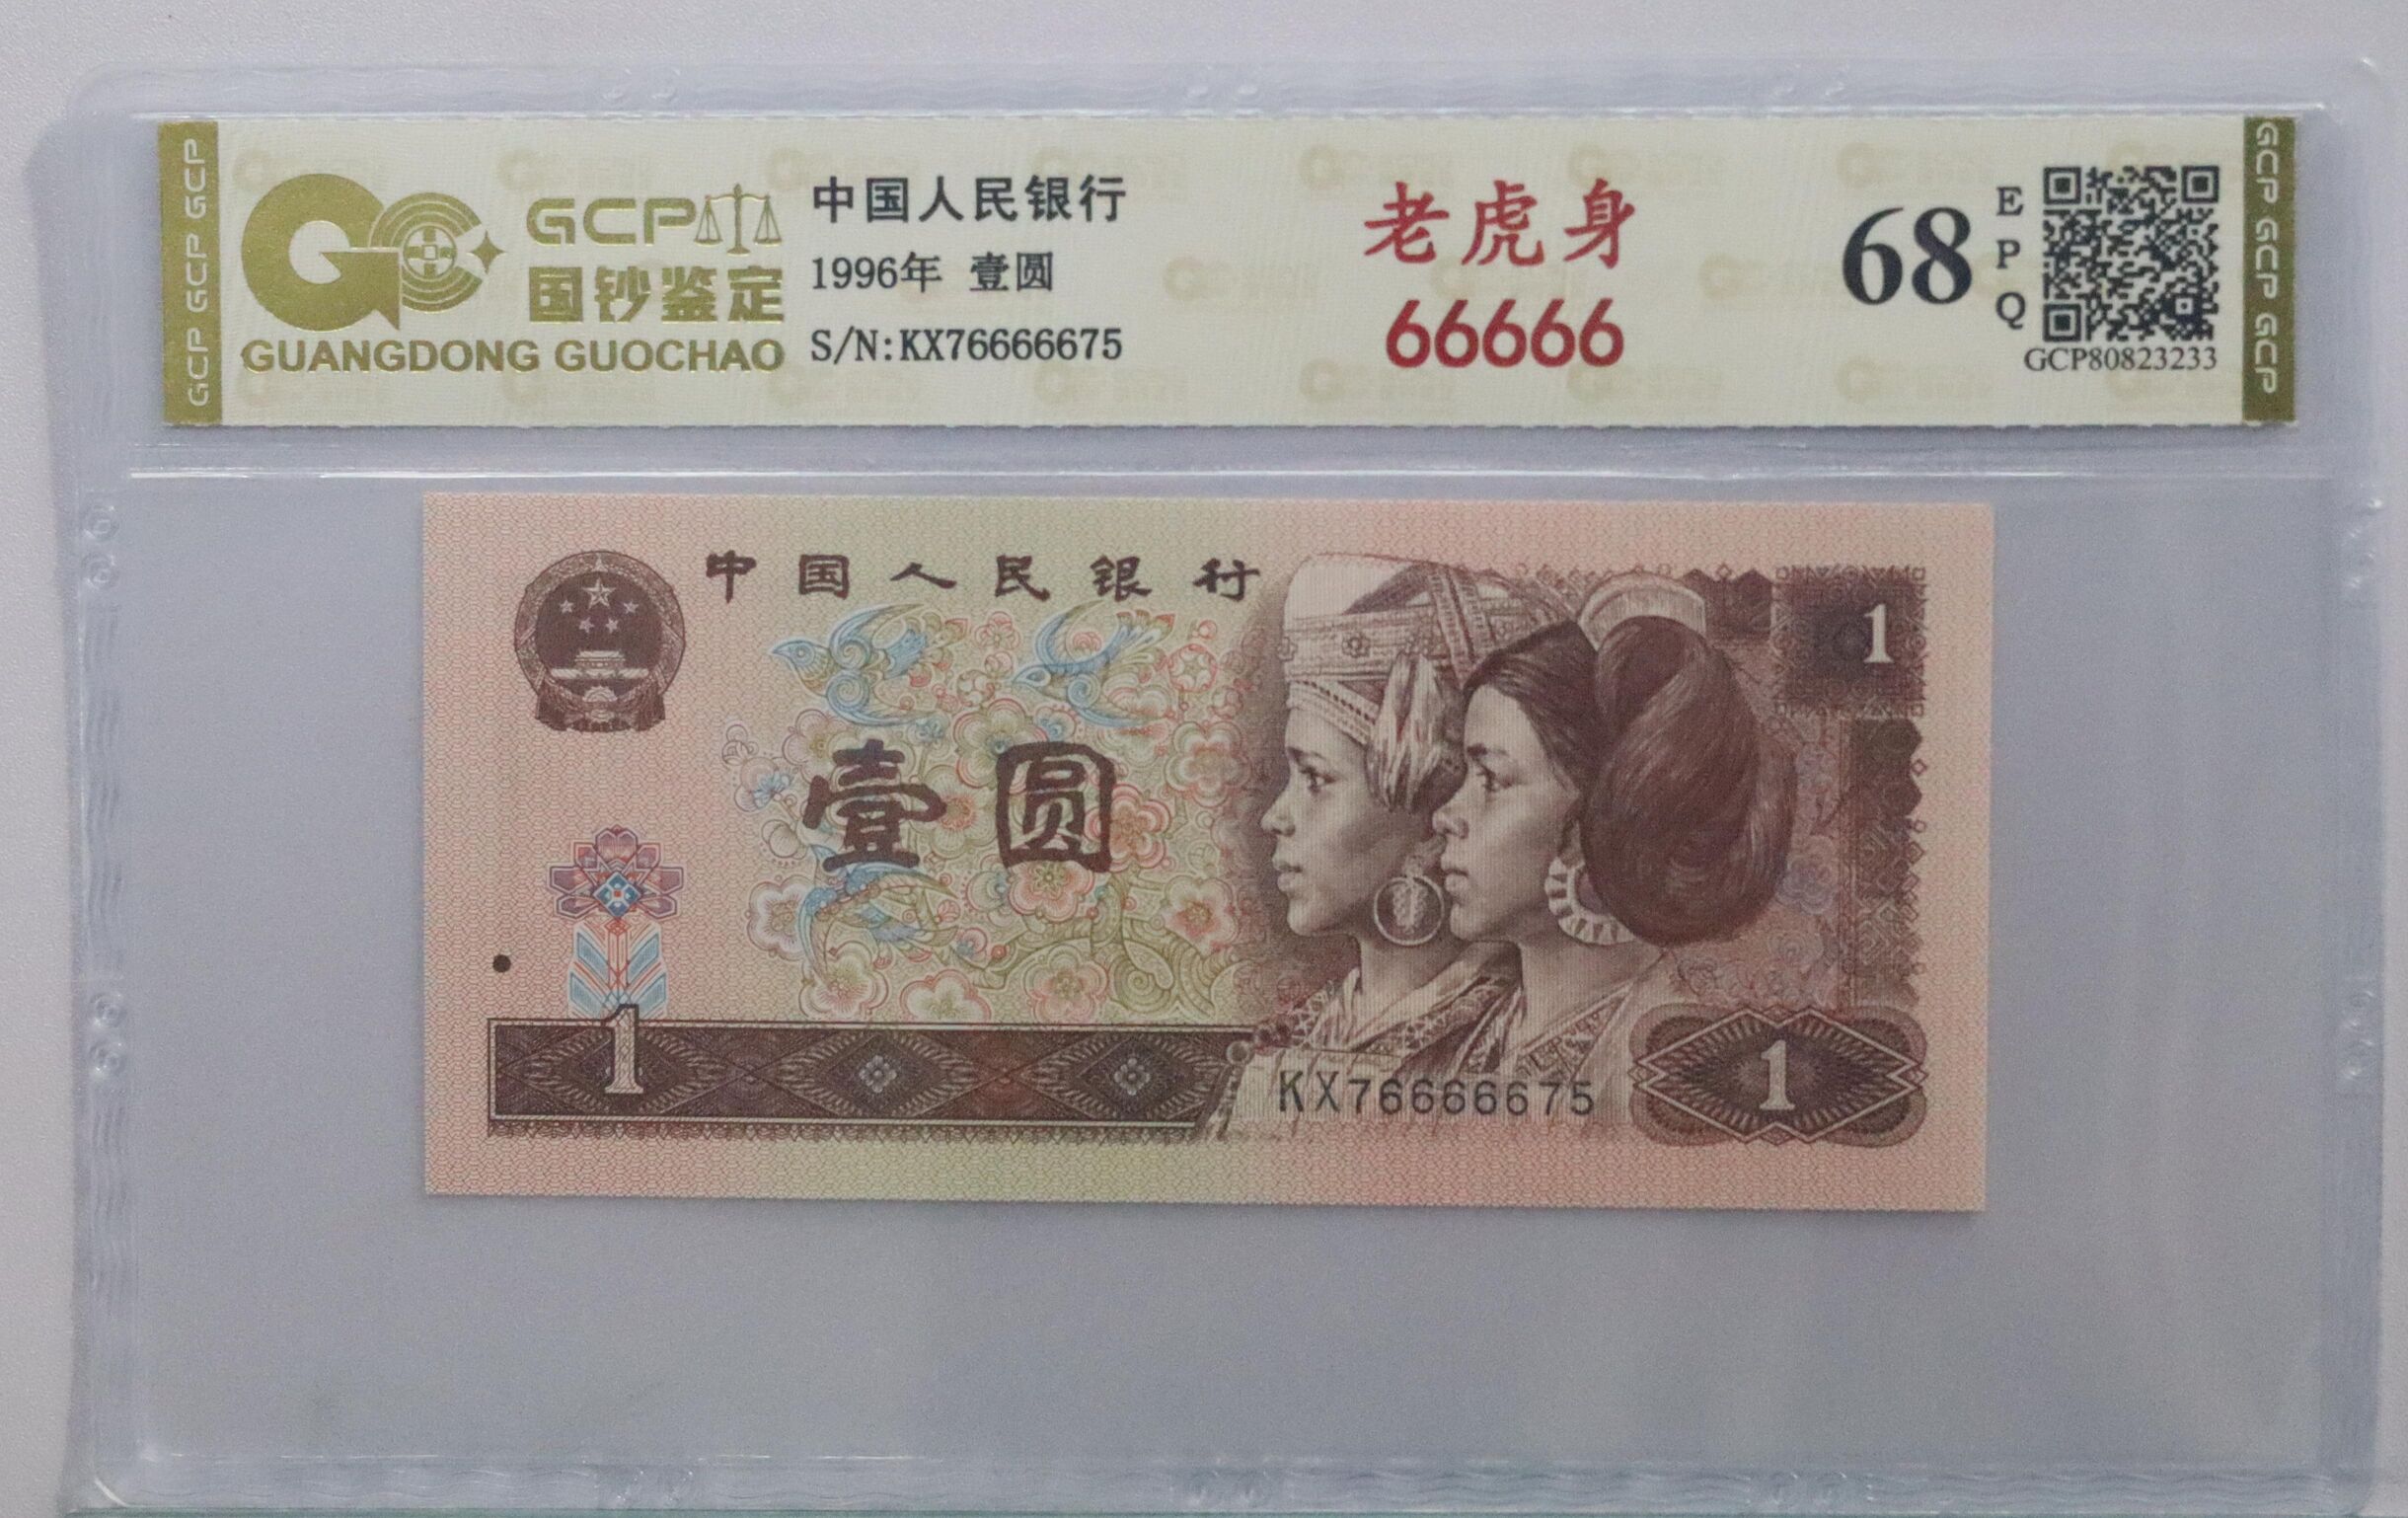 GCP GCP GCP
GCP
国钞鉴定
GUANGDONG GUOCHAO
中国人民银行
1996年 壹圆
S/N:KX76666675
老虎身
66666
68
EPQ
GCP80823233
GCP GCP GCP
中国人民银行
1
壹圆
1
KX76666675
1